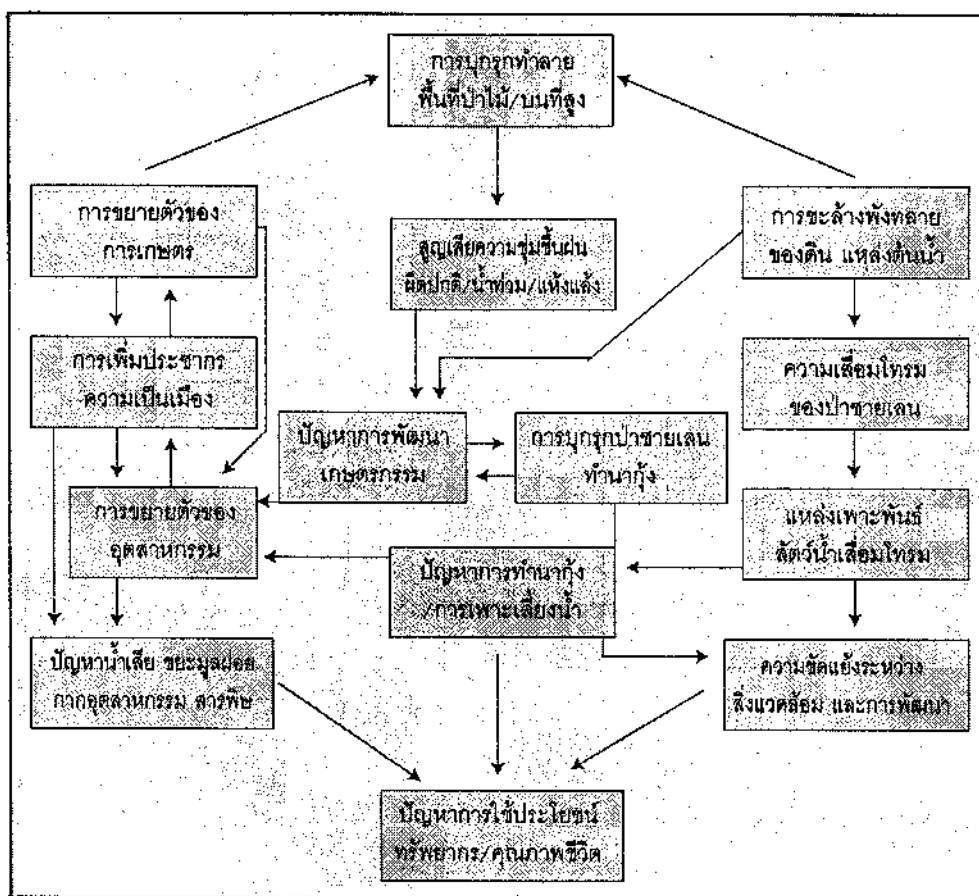 การบุกรุกทำลาย
พื้นที่ป่าไม้/บนที่สูง
การขยายตัวของ
การเกษตร
สูญเสียความชุ่มชื้นฝน
ผิดปกติ/น้ำท่วม/แห้งแล้ง
การชะล้างพังทลาย
ของดิน แหล่งต้นน้ำ
การเพิ่มประชากร
ความเป็นเมือง
ความเสื่อมโทรม
ของป่าชายเลน
ปัญหาการพัฒนา
เกษตรกรรม
การบุกรุกป่าชายเลน
ทำนากุ้ง
การขยายตัวของ
อุตสาหกรรม
แหล่งเพาะพันธุ์
สัตว์น้ำเสื่อมโทรม
ปัญหาการทำนากุ้ง
/การเพาะเลี้ยงน้ำ
ปัญหาน้ำเสีย ขยะมูลฝอย
กากอุตสาหกรรม สารพิษ
ความขัดแย้งระหว่าง
สิ่งแวดล้อม และการพัฒนา
ปัญหาการใช้ประโยชน์
ทรัพยากร/คุณภาพชีวิต